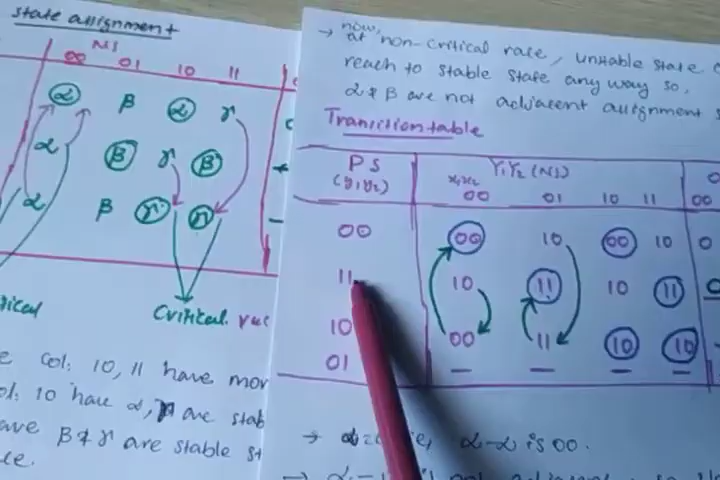 State assignment
NS
00 01 10 11
α β α r
α β r β
α β r r
Critical rac
e col: 10, 11 have mor
ol: 10 have α, r are stab
ave β & r are stable st
ce.
→ now, at non-critical race, unstable state
reach to stable state any way so,
α & β are not adjacent assignment s
Transiction table
PS Y₁Y₂ (NS)
(y₁y₂) x₁x₂
00 01 10 11 00
00 00 10 00 10 0
11 10 11 10 11 0
10 00 11 10 10
01 — — — —
α-α is 00.